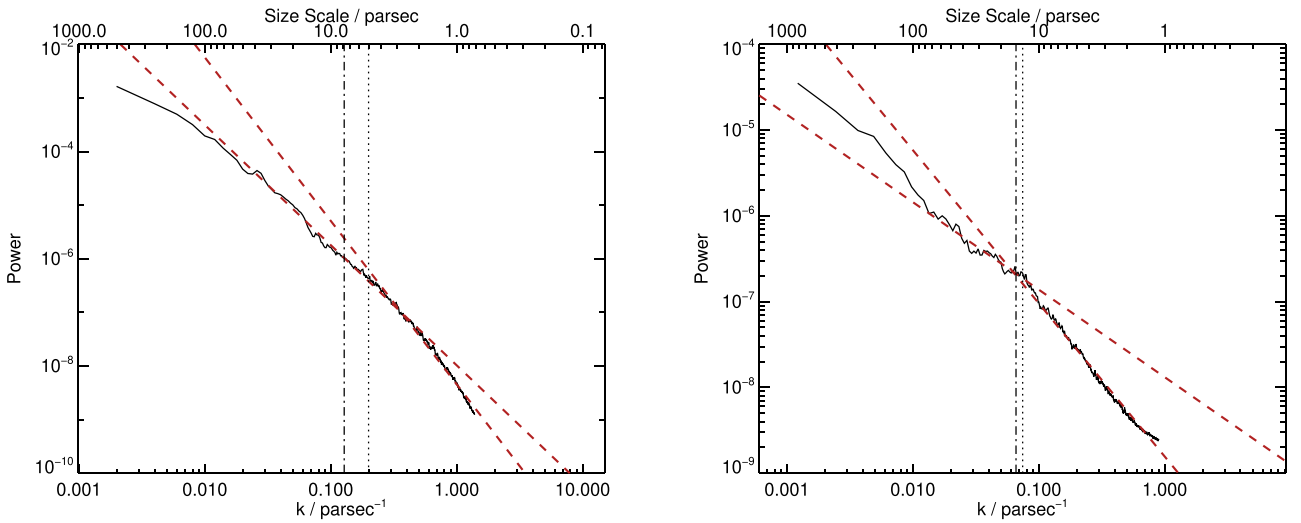 Size Scale / parsec
1000.0 100.0 10.0 1.0 0.1
10⁻²
10⁻⁴
10⁻⁶
10⁻⁸
10⁻¹⁰
Power
0.001 0.010 0.100 1.000 10.000
k / parsec⁻¹
Size Scale / parsec
1000 100 10 1
10⁻⁴
10⁻⁵
10⁻⁶
10⁻⁷
10⁻⁸
10⁻⁹
Power
0.001 0.010 0.100 1.000
k / parsec⁻¹